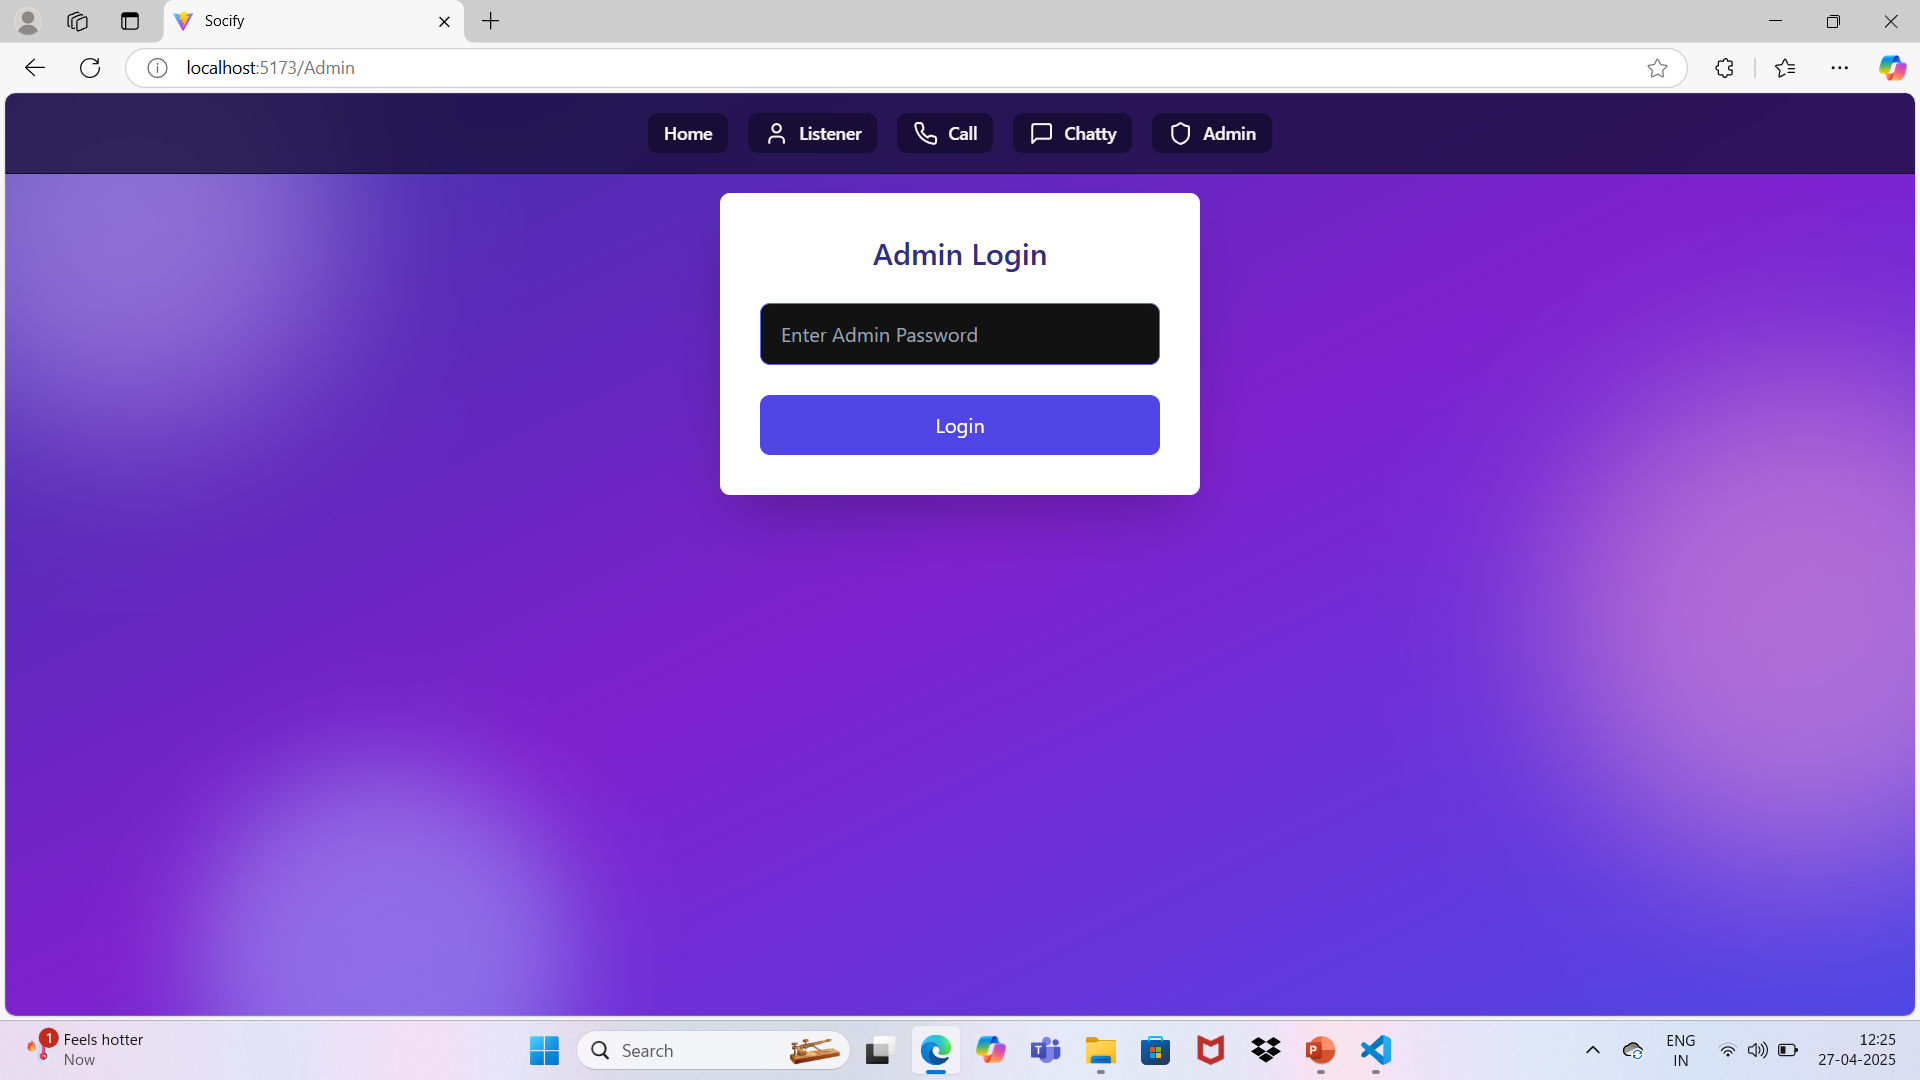 Socify
localhost:5173/Admin
Home Listener Call Chatty Admin
Admin Login
Enter Admin Password
Login
1
Feels hotter
Now
Search
T
P
ENG
IN
12:25
27-04-2025